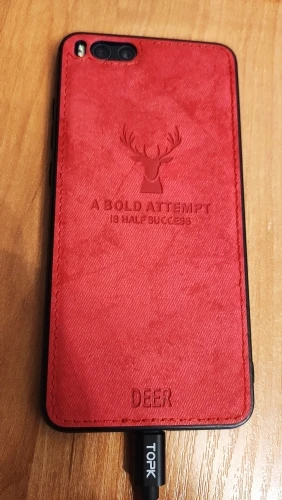 A BOLD ATTEMPT
IS HALF SUCCESS
DEER
TOPK